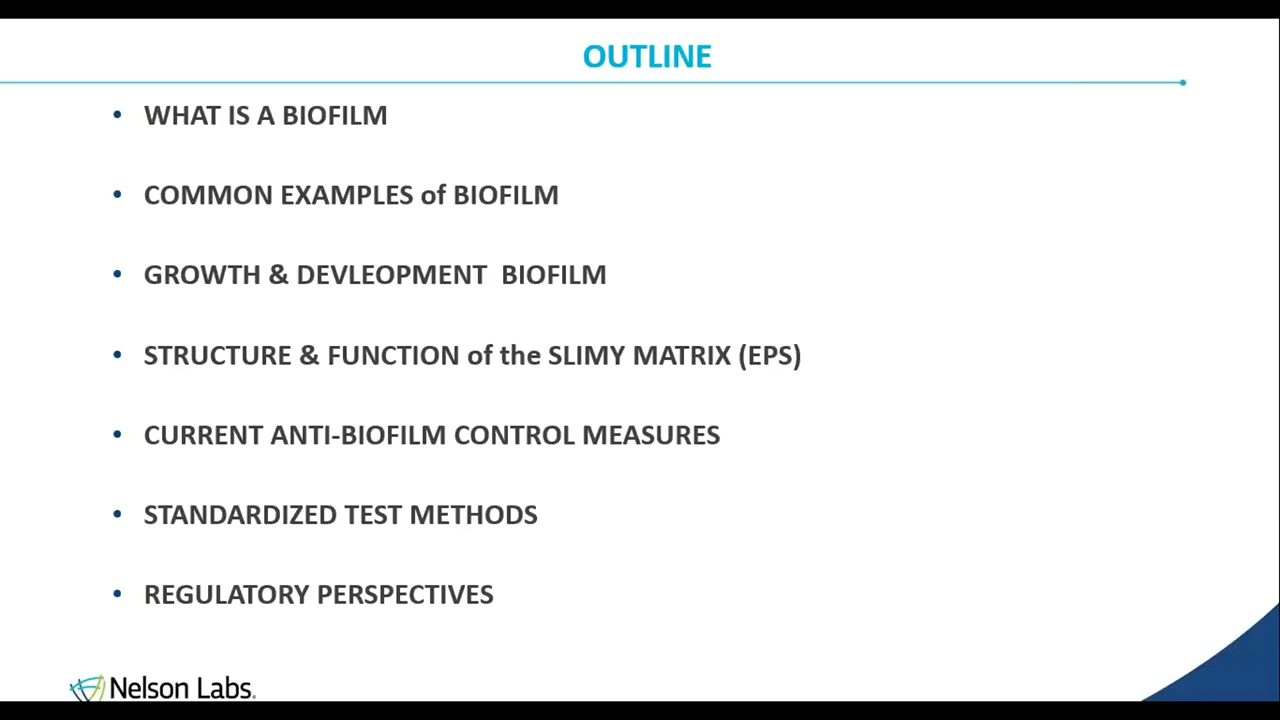 OUTLINE
• WHAT IS A BIOFILM
• COMMON EXAMPLES of BIOFILM
• GROWTH & DEVLEOPMENT  BIOFILM
• STRUCTURE & FUNCTION of the SLIMY MATRIX (EPS)
• CURRENT ANTI-BIOFILM CONTROL MEASURES
• STANDARDIZED TEST METHODS
• REGULATORY PERSPECTIVES
Nelson Labs®